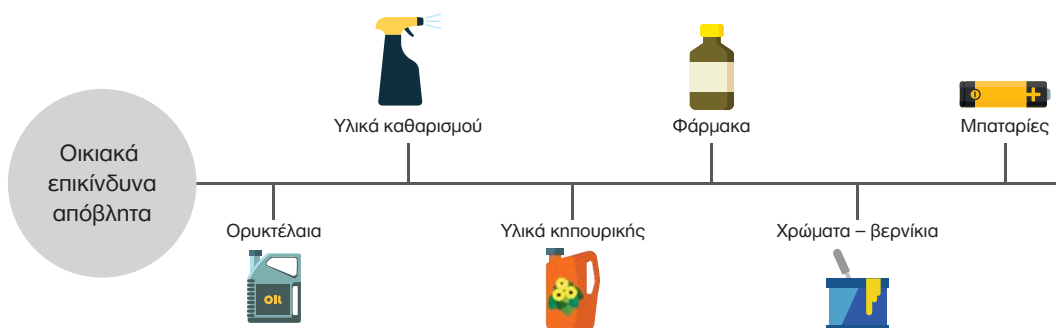 Οικιακά
επικίνδυνα
απόβλητα
Υλικά καθαρισμού
Φάρμακα
Μπαταρίες
Ορυκτέλαια
Υλικά κηπουρικής
Χρώματα – βερνίκια
OIL